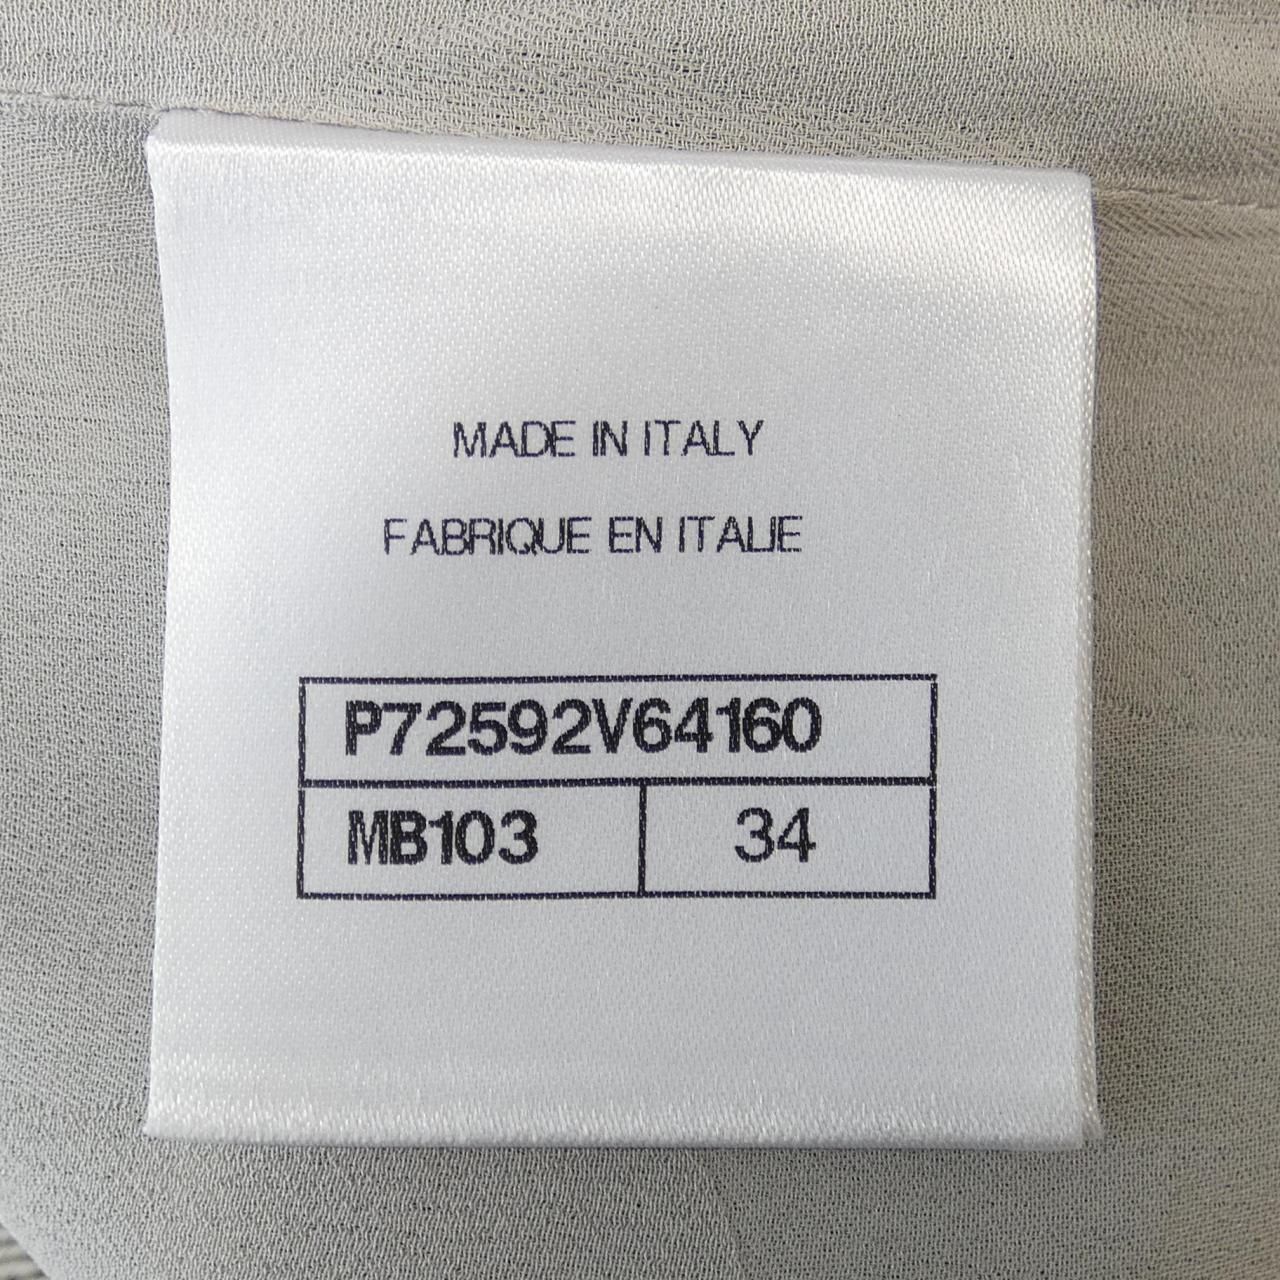 MADE IN ITALY
FABRIQUE EN ITALIE
P72592V64160
MB103 34